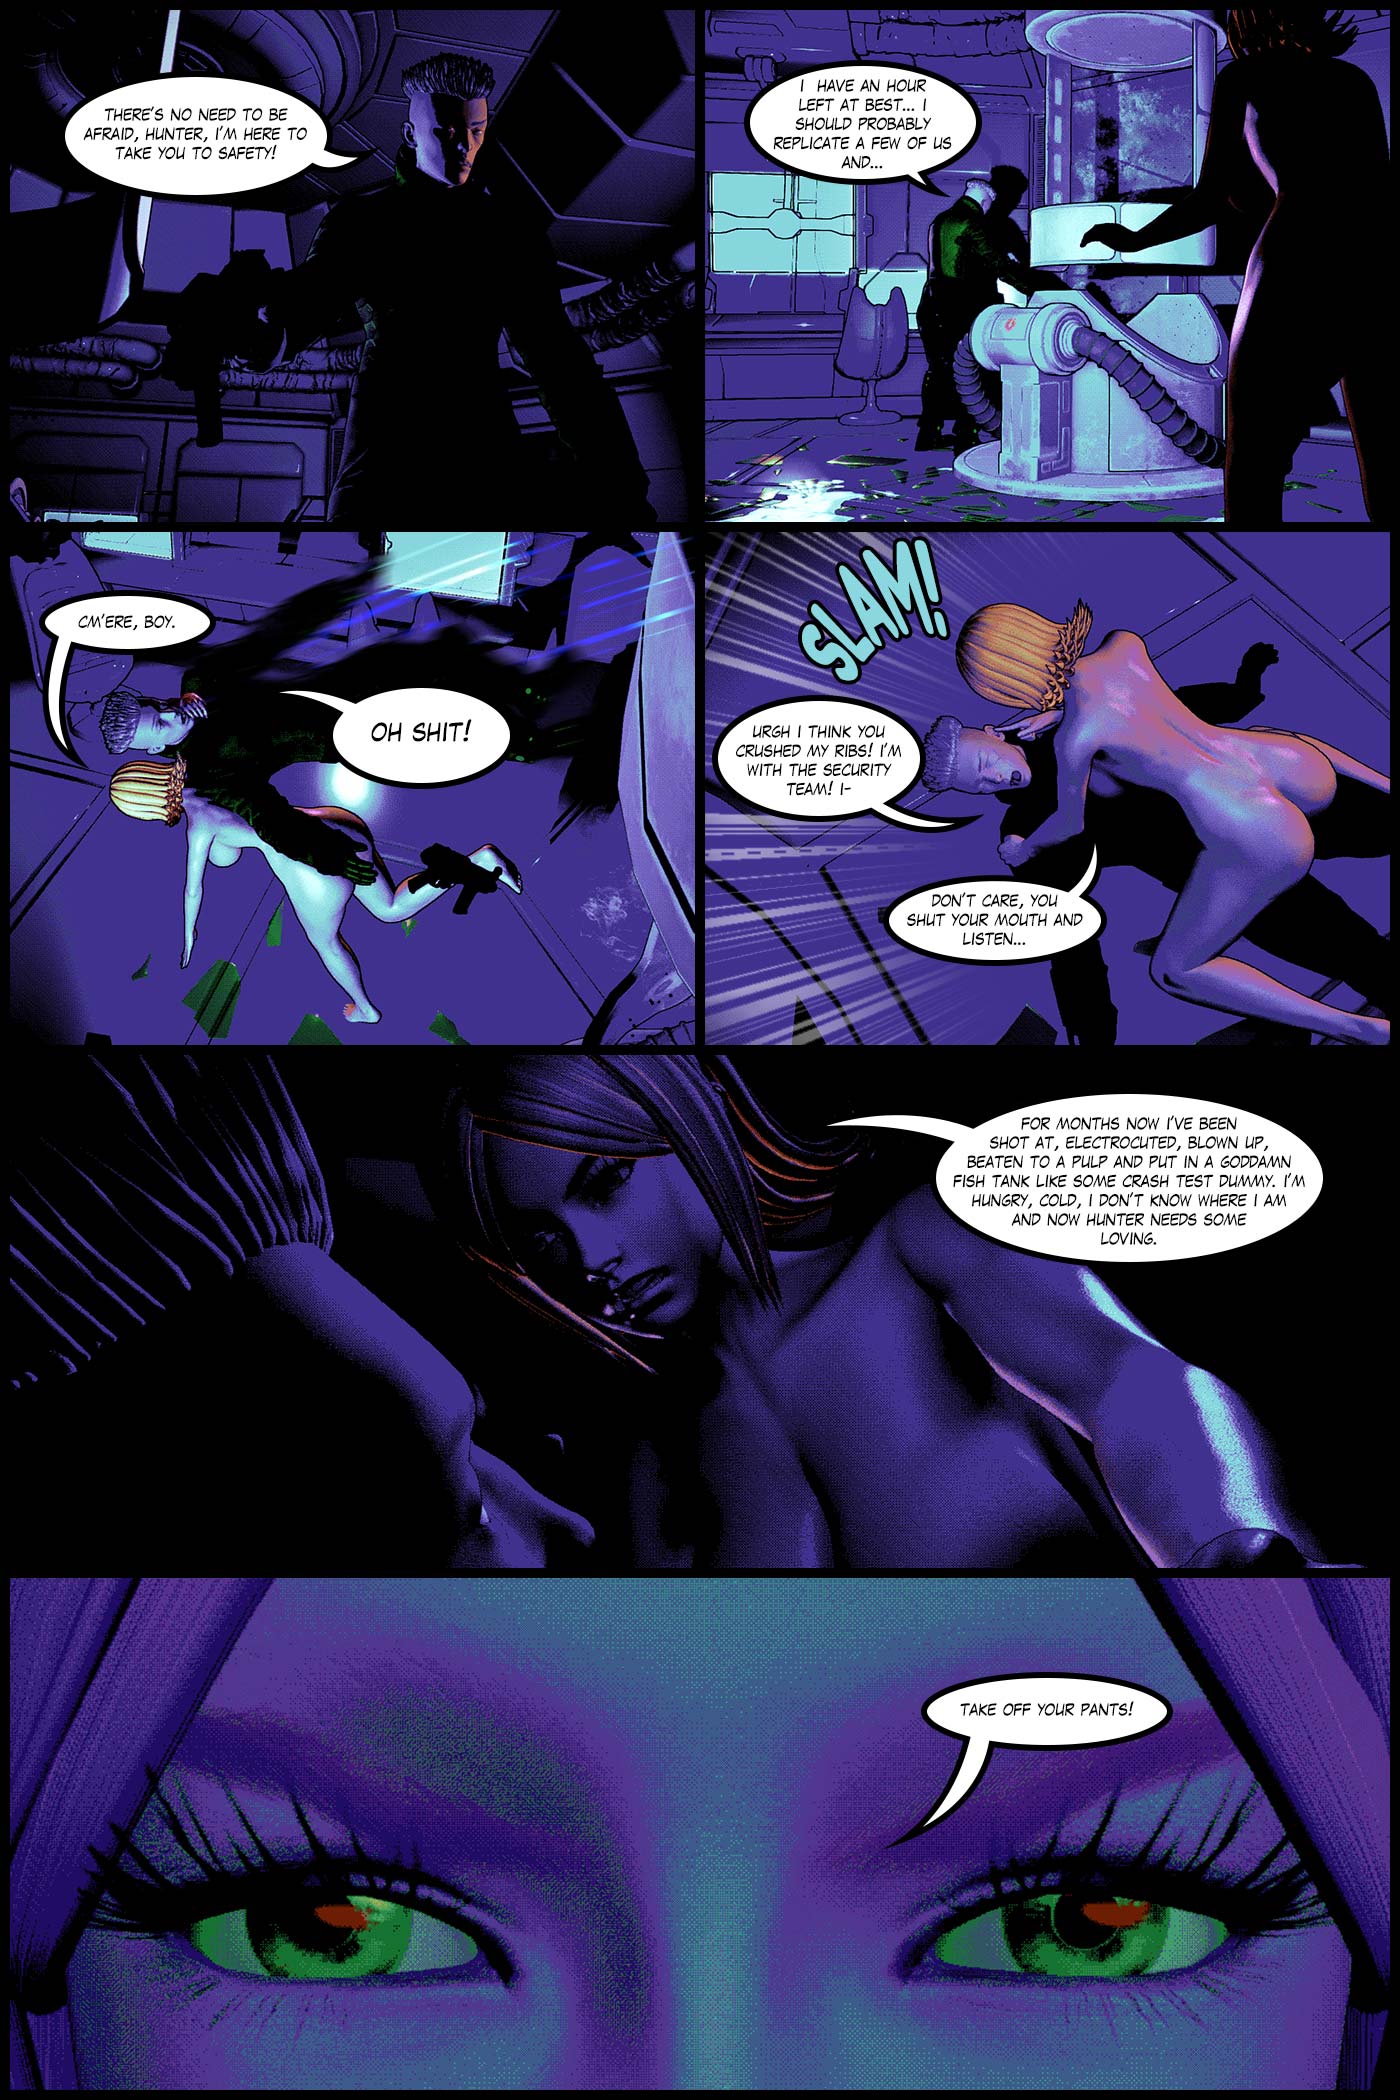 THERE'S NO NEED TO BE
AFRAID, HUNTER, I'M HERE TO
TAKE YOU TO SAFETY!
I HAVE AN HOUR
LEFT AT BEST... I
SHOULD PROBABLY
REPLICATE A FEW OF US
AND...
CM'ERE, BOY.
OH SHIT!
SLAM!
URGH I THINK YOU
CRUSHED MY RIBS! I'M
WITH THE SECURITY
TEAM! I-
DON'T CARE, YOU
SHUT YOUR MOUTH AND
LISTEN...
FOR MONTHS NOW I'VE BEEN
SHOT AT, ELECTROCUTED, BLOWN UP,
BEATEN TO A PULP AND PUT IN A GODDAMN
FISH TANK LIKE SOME CRASH TEST DUMMY. I'M
HUNGRY, COLD, I DON'T KNOW WHERE I AM
AND NOW HUNTER NEEDS SOME
LOVING.
TAKE OFF YOUR PANTS!